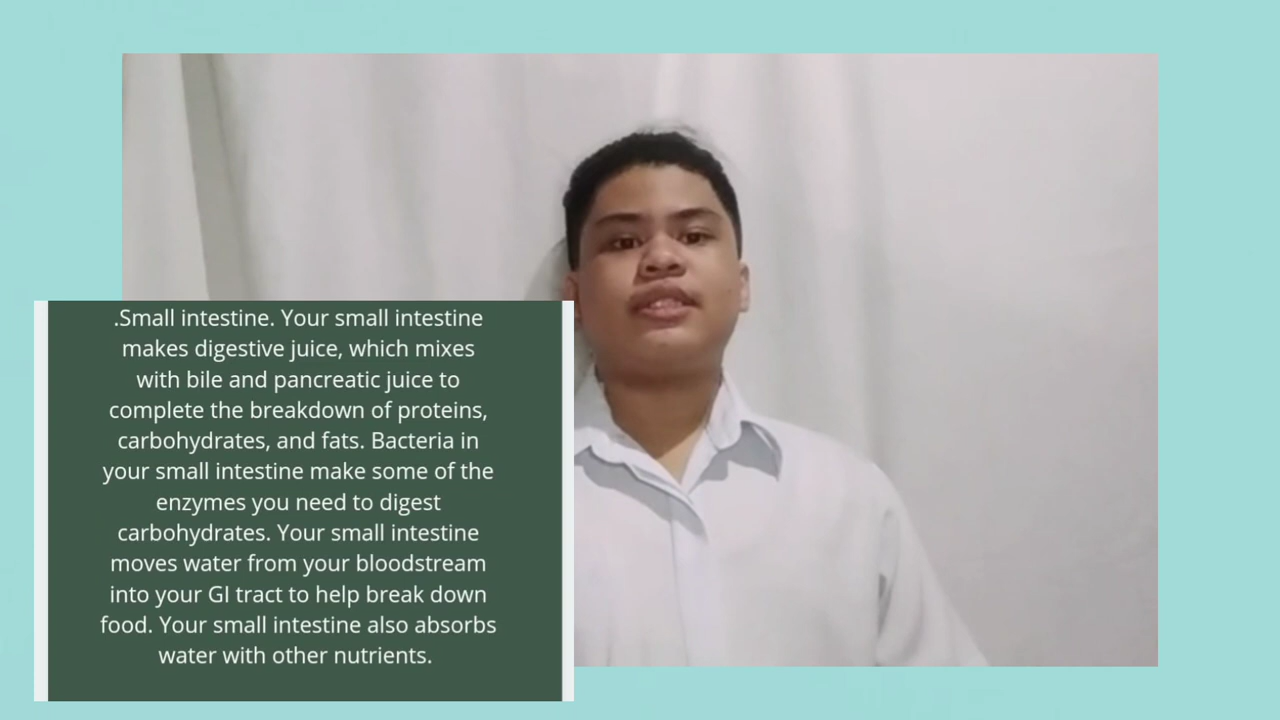 .Small intestine. Your small intestine
makes digestive juice, which mixes
with bile and pancreatic juice to
complete the breakdown of proteins,
carbohydrates, and fats. Bacteria in
your small intestine make some of the
enzymes you need to digest
carbohydrates. Your small intestine
moves water from your bloodstream
into your GI tract to help break down
food. Your small intestine also absorbs
water with other nutrients.